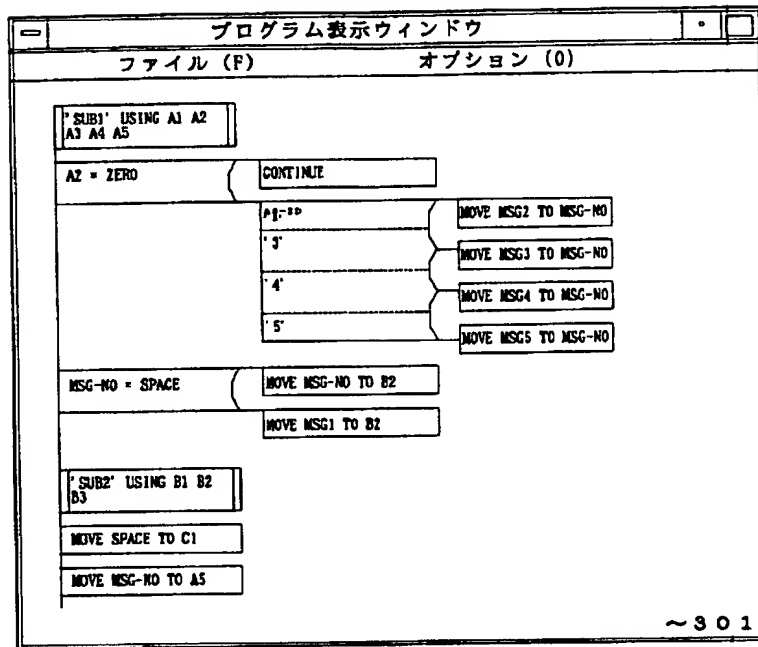 プログラム表示ウィンドウ
ファイル (F) オプション (O)
'SUB1' USING A1 A2
A3 A4 A5
A2 = ZERO
CONTINUE
MOVE MSG2 TO MSG-NO
'3'
MOVE MSG3 TO MSG-NO
'4'
MOVE MSG4 TO MSG-NO
'5'
MOVE MSG5 TO MSG-NO
MSG-NO = SPACE
MOVE MSG-NO TO B2
MOVE MSG1 TO B2
'SUB2' USING B1 B2
B3
MOVE SPACE TO C1
MOVE MSG-NO TO A5
~301